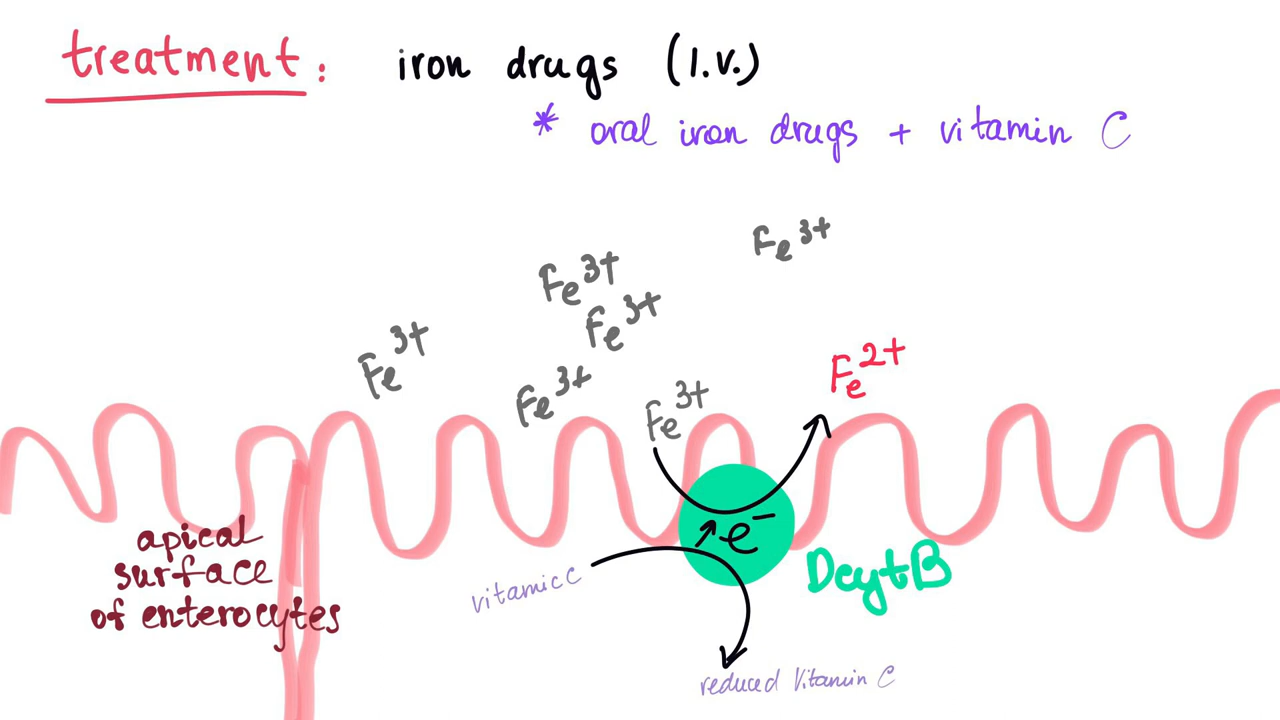 treatment: iron drugs (I.V.)
* oral iron drugs + vitamin C
Fe³⁺
Fe³⁺
Fe³⁺
Fe³⁺
Fe³⁺
Fe³⁺
Fe²⁺
apical
surface
of enterocytes
↗ e⁻
DcytB
vitamicC
reduced Vitamin C